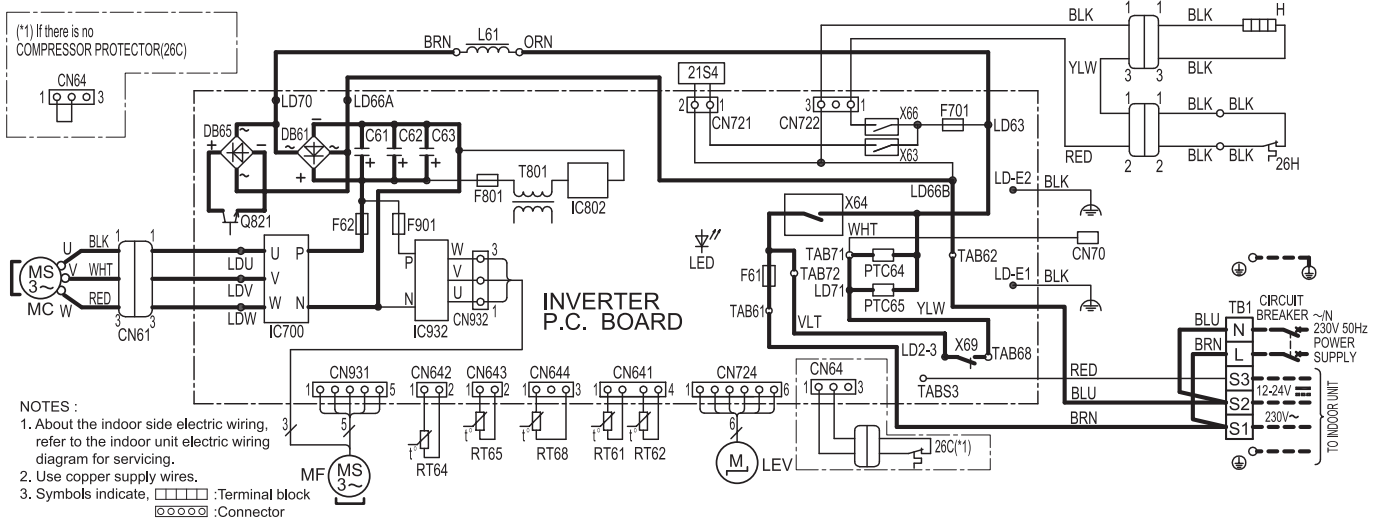 (*1) If there is no
COMPRESSOR PROTECTOR(26C)
CN64
1 3
BRN L61 ORN
BLK 1 1 BLK H
YLW 3 3 BLK
1 1 BLK BLK
RED 2 2 BLK BLK 26H
LD70 LD66A
21S4
2 1 CN721
3 1 CN722
X66 F701 LD63
X63
DB65 ~ + − ~
DB61 − ~ ~ +
C61 C62 C63
+ + +
T801
F801 IC802
Q821
F62 F901
LD66B
LD-E2 BLK
X64
WHT
LED
F61 TAB72 TAB71 PTC64 TAB62 CN70
LD71 PTC65
LD-E1 BLK
TAB61 VLT YLW
LD2-3 X69 TAB68
TABS3
MS 3~ MC
U BLK 1 1 LDU U P
V WHT LDV V
W RED 3 3 LDW W N
CN61 IC700
P W 3
V
N U 1
IC932 CN932
INVERTER
P.C. BOARD
CN931 1 5
CN642 1 2
CN643 1 2
CN644 1 3
CN641 1 4
CN724 1 6
CN64 1 3
3 5 6
t° RT64
t° RT65
t° RT68
t° RT61
t° RT62
M LEV
26C(*1)
MF MS 3~
RED
BLU
BRN
BLU
BRN
TB1
N
L
S3
S2
S1
CIRCUIT
BREAKER
~/N
230V 50Hz
POWER
SUPPLY
12-24V
230V~
TO INDOOR UNIT
NOTES :
1. About the indoor side electric wiring,
refer to the indoor unit electric wiring
diagram for servicing.
2. Use copper supply wires.
3. Symbols indicate, :Terminal block
:Connector